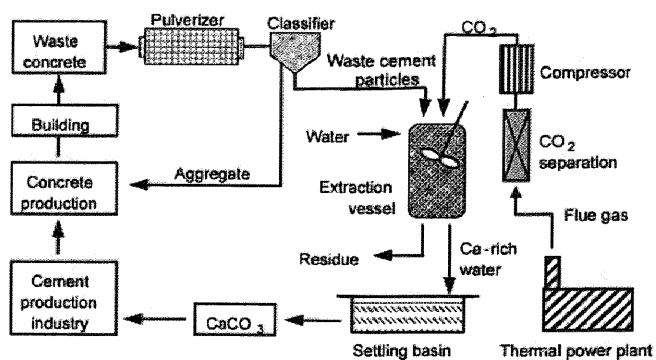 Pulverizer
Classifier
CO2
Waste
concrete
Waste cement
particles
Compressor
Building
Water
CO2
separation
Aggregate
Concrete
production
Extraction
vessel
Flue gas
Residue
Ca-rich
water
Cement
production
industry
CaCO3
Settling basin
Thermal power plant